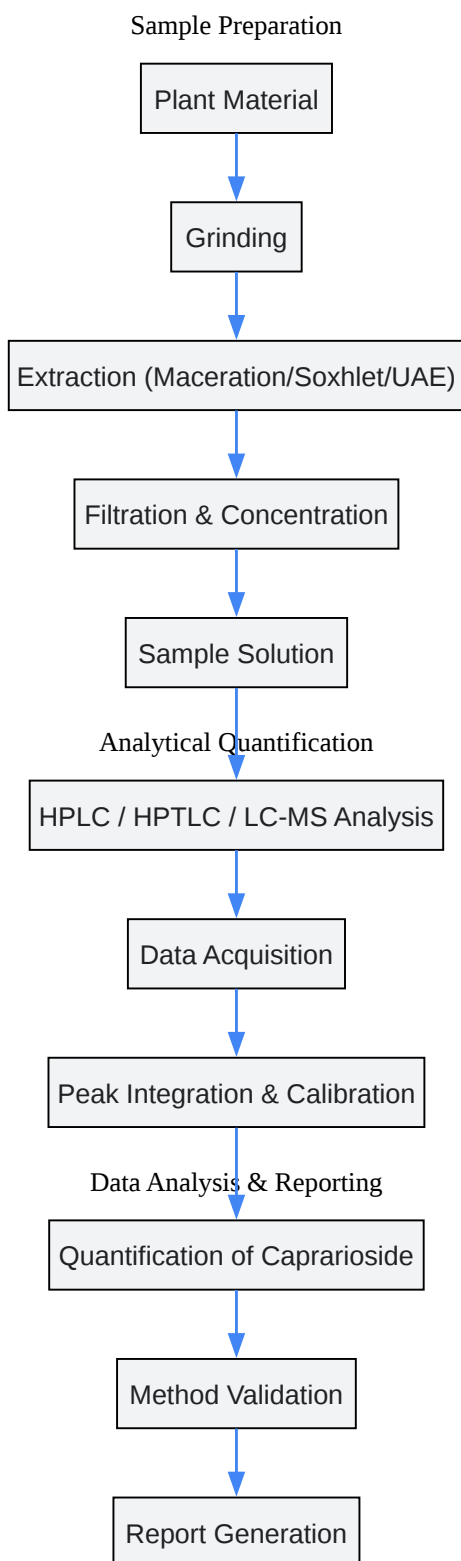 Sample Preparation
Plant Material
Grinding
Extraction (Maceration/Soxhlet/UAE)
Filtration & Concentration
Sample Solution
Analytical Quantification
HPLC / HPTLC / LC-MS Analysis
Data Acquisition
Peak Integration & Calibration
Data Analysis & Reporting
Quantification of Caprarioside
Method Validation
Report Generation